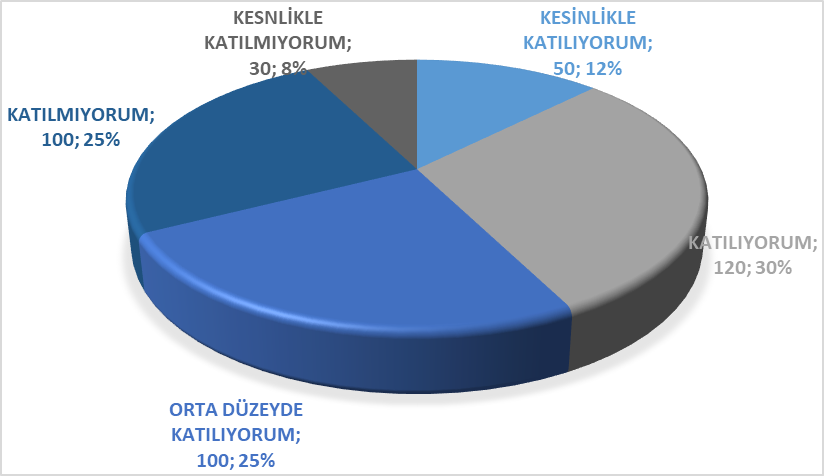 KESNLİKLE
KATILMIYORUM;
30; 8%
KESİNLİKLE
KATILIYORUM;
50; 12%
KATILMIYORUM;
100; 25%
KATILIYORUM;
120; 30%
ORTA DÜZEYDE
KATILIYORUM;
100; 25%